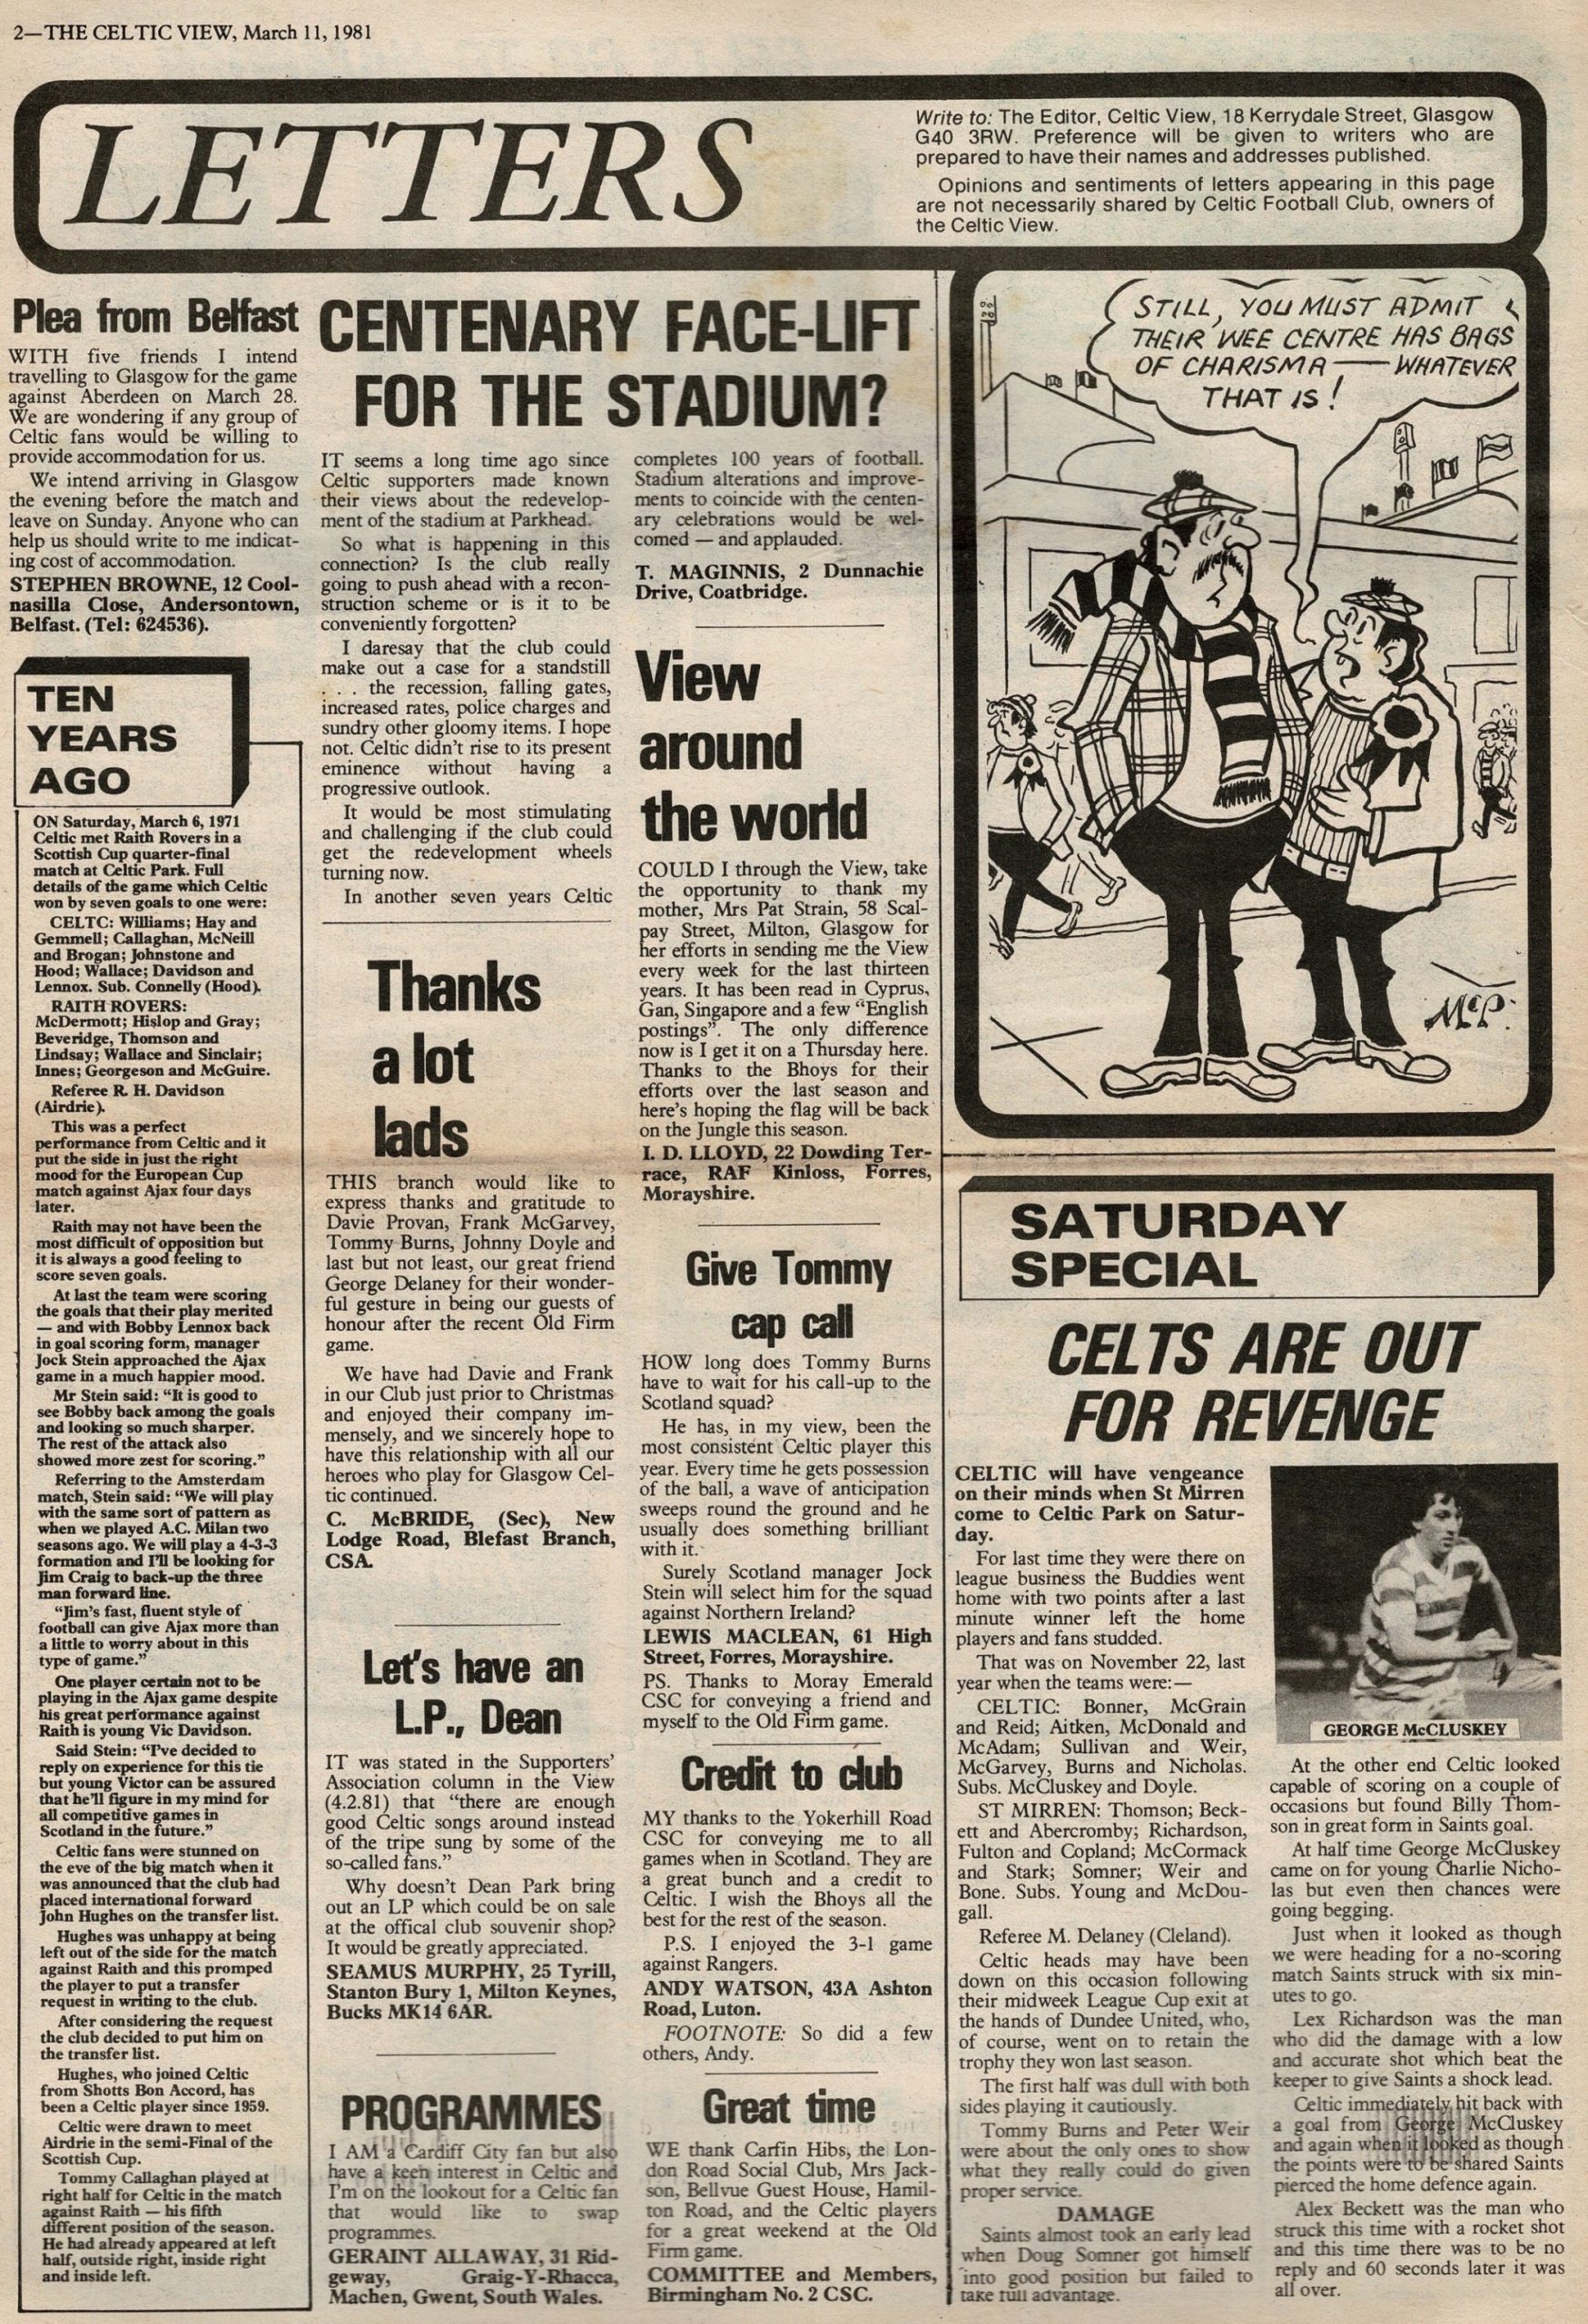 2—THE CELTIC VIEW, March 11, 1981
LETTERS
Write to: The Editor, Celtic View, 18 Kerrydale Street, Glasgow
G40 3RW. Preference will be given to writers who are
prepared to have their names and addresses published.
Opinions and sentiments of letters appearing in this page
are not necessarily shared by Celtic Football Club, owners of
the Celtic View.
Plea from Belfast
WITH five friends I intend
travelling to Glasgow for the game
against Aberdeen on March 28.
We are wondering if any group of
Celtic fans would be willing to
provide accommodation for us.
We intend arriving in Glasgow
the evening before the match and
leave on Sunday. Anyone who can
help us should write to me indicat-
ing cost of accommodation.
STEPHEN BROWNE, 12 Cool-
nasilla Close, Andersontown,
Belfast. (Tel: 624536).
TEN
YEARS
AGO
ON Saturday, March 6, 1971
Celtic met Raith Rovers in a
Scottish Cup quarter-final
match at Celtic Park. Full
details of the game which Celtic
won by seven goals to one were:
CELTC: Williams; Hay and
Gemmell; Callaghan, McNeill
and Brogan; Johnstone and
Hood; Wallace; Davidson and
Lennox. Sub. Connelly (Hood).
RAITH ROVERS:
McDermott; Hislop and Gray;
Beveridge, Thomson and
Lindsay; Wallace and Sinclair;
Innes; Georgeson and McGuire.
Referee R. H. Davidson
(Airdrie).
This was a perfect
performance from Celtic and it
put the side in just the right
mood for the European Cup
match against Ajax four days
later.
Raith may not have been the
most difficult of opposition but
it is always a good feeling to
score seven goals.
At last the team were scoring
the goals that their play merited
— and with Bobby Lennox back
in goal scoring form, manager
Jock Stein approached the Ajax
game in a much happier mood.
Mr Stein said: “It is good to
see Bobby back among the goals
and looking so much sharper.
The rest of the attack also
showed more zest for scoring.”
Referring to the Amsterdam
match, Stein said: “We will play
with the same sort of pattern as
when we played A.C. Milan two
seasons ago. We will play a 4-3-3
formation and I'll be looking for
Jim Craig to back-up the three
man forward line.
“Jim's fast, fluent style of
football can give Ajax more than
a little to worry about in this
type of game.”
One player certain not to be
playing in the Ajax game despite
his great performance against
Raith is young Vic Davidson.
Said Stein: “I've decided to
reply on experience for this tie
but young Victor can be assured
that he'll figure in my mind for
all competitive games in
Scotland in the future.”
Celtic fans were stunned on
the eve of the big match when it
was announced that the club had
placed international forward
John Hughes on the transfer list.
Hughes was unhappy at being
left out of the side for the match
against Raith and this promped
the player to put a transfer
request in writing to the club.
After considering the request
the club decided to put him on
the transfer list.
Hughes, who joined Celtic
from Shotts Bon Accord, has
been a Celtic player since 1959.
Celtic were drawn to meet
Airdrie in the semi-Final of the
Scottish Cup.
Tommy Callaghan played at
right half for Celtic in the match
against Raith — his fifth
different position of the season.
He had already appeared at left
half, outside right, inside right
and inside left.
CENTENARY FACE-LIFT
FOR THE STADIUM?
IT seems a long time ago since
Celtic supporters made known
their views about the redevelop-
ment of the stadium at Parkhead.
So what is happening in this
connection? Is the club really
going to push ahead with a recon-
struction scheme or is it to be
conveniently forgotten?
I daresay that the club could
make out a case for a standstill
. . . the recession, falling gates,
increased rates, police charges and
sundry other gloomy items. I hope
not. Celtic didn't rise to its present
eminence without having a
progressive outlook.
It would be most stimulating
and challenging if the club could
get the redevelopment wheels
turning now.
In another seven years Celtic
completes 100 years of football.
Stadium alterations and improve-
ments to coincide with the centen-
ary celebrations would be wel-
comed — and applauded.
T. MAGINNIS, 2 Dunnachie
Drive, Coatbridge.
Thanks
a lot
lads
THIS branch would like to
express thanks and gratitude to
Davie Provan, Frank McGarvey,
Tommy Burns, Johnny Doyle and
last but not least, our great friend
George Delaney for their wonder-
ful gesture in being our guests of
honour after the recent Old Firm
game.
We have had Davie and Frank
in our Club just prior to Christmas
and enjoyed their company im-
mensely, and we sincerely hope to
have this relationship with all our
heroes who play for Glasgow Cel-
tic continued.
C. McBRIDE, (Sec), New
Lodge Road, Blefast Branch,
CSA.
Let's have an
L.P., Dean
IT was stated in the Supporters'
Association column in the View
(4.2.81) that “there are enough
good Celtic songs around instead
of the tripe sung by some of the
so-called fans.”
Why doesn't Dean Park bring
out an LP which could be on sale
at the offical club souvenir shop?
It would be greatly appreciated.
SEAMUS MURPHY, 25 Tyrill,
Stanton Bury 1, Milton Keynes,
Bucks MK14 6AR.
PROGRAMMES
I AM a Cardiff City fan but also
have a keen interest in Celtic and
I'm on the lookout for a Celtic fan
that would like to swap
programmes.
GERAINT ALLAWAY, 31 Rid-
geway, Graig-Y-Rhacca,
Machen, Gwent, South Wales.
View
around
the world
COULD I through the View, take
the opportunity to thank my
mother, Mrs Pat Strain, 58 Scal-
pay Street, Milton, Glasgow for
her efforts in sending me the View
every week for the last thirteen
years. It has been read in Cyprus,
Gan, Singapore and a few “English
postings”. The only difference
now is I get it on a Thursday here.
Thanks to the Bhoys for their
efforts over the last season and
here's hoping the flag will be back
on the Jungle this season.
I. D. LLOYD, 22 Dowding Ter-
race, RAF Kinloss, Forres,
Morayshire.
Give Tommy
cap call
HOW long does Tommy Burns
have to wait for his call-up to the
Scotland squad?
He has, in my view, been the
most consistent Celtic player this
year. Every time he gets possession
of the ball, a wave of anticipation
sweeps round the ground and he
usually does something brilliant
with it.
Surely Scotland manager Jock
Stein will select him for the squad
against Northern Ireland?
LEWIS MACLEAN, 61 High
Street, Forres, Morayshire.
PS. Thanks to Moray Emerald
CSC for conveying a friend and
myself to the Old Firm game.
Credit to club
MY thanks to the Yokerhill Road
CSC for conveying me to all
games when in Scotland. They are
a great bunch and a credit to
Celtic. I wish the Bhoys all the
best for the rest of the season.
P.S. I enjoyed the 3-1 game
against Rangers.
ANDY WATSON, 43A Ashton
Road, Luton.
FOOTNOTE: So did a few
others, Andy.
Great time
WE thank Carfin Hibs, the Lon-
don Road Social Club, Mrs Jack-
son, Bellvue Guest House, Hamil-
ton Road, and the Celtic players
for a great weekend at the Old
Firm game.
COMMITTEE and Members,
Birmingham No. 2 CSC.
STILL, YOU MUST ADMIT
THEIR WEE CENTRE HAS BAGS
OF CHARISMA — WHATEVER
THAT IS!
McP.
SATURDAY
SPECIAL
CELTS ARE OUT
FOR REVENGE
CELTIC will have vengeance
on their minds when St Mirren
come to Celtic Park on Satur-
day.
For last time they were there on
league business the Buddies went
home with two points after a last
minute winner left the home
players and fans studded.
That was on November 22, last
year when the teams were:—
CELTIC: Bonner, McGrain
and Reid; Aitken, McDonald and
McAdam; Sullivan and Weir,
McGarvey, Burns and Nicholas.
Subs. McCluskey and Doyle.
ST MIRREN: Thomson; Beck-
ett and Abercromby; Richardson,
Fulton and Copland; McCormack
and Stark; Somner; Weir and
Bone. Subs. Young and McDou-
gall.
Referee M. Delaney (Cleland).
Celtic heads may have been
down on this occasion following
their midweek League Cup exit at
the hands of Dundee United, who,
of course, went on to retain the
trophy they won last season.
The first half was dull with both
sides playing it cautiously.
Tommy Burns and Peter Weir
were about the only ones to show
what they really could do given
proper service.
DAMAGE
Saints almost took an early lead
when Doug Somner got himself
into good position but failed to
take full advantage.
GEORGE McCLUSKEY
At the other end Celtic looked
capable of scoring on a couple of
occasions but found Billy Thom-
son in great form in Saints goal.
At half time George McCluskey
came on for young Charlie Nicho-
las but even then chances were
going begging.
Just when it looked as though
we were heading for a no-scoring
match Saints struck with six min-
utes to go.
Lex Richardson was the man
who did the damage with a low
and accurate shot which beat the
keeper to give Saints a shock lead.
Celtic immediately hit back with
a goal from George McCluskey
and again when it looked as though
the points were to be shared Saints
pierced the home defence again.
Alex Beckett was the man who
struck this time with a rocket shot
and this time there was to be no
reply and 60 seconds later it was
all over.